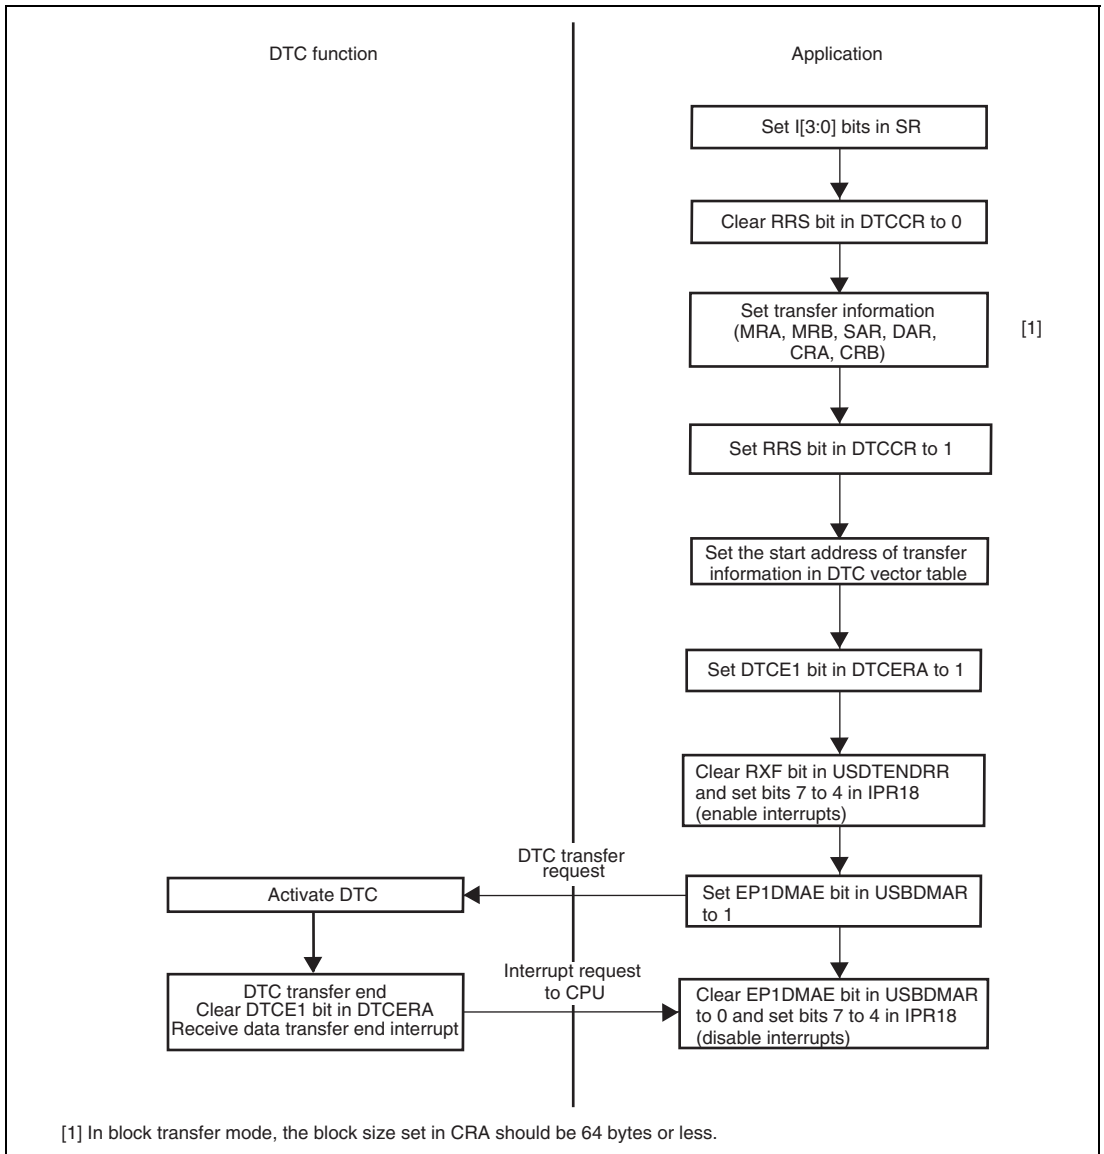 DTC function
Application
Set I[3:0] bits in SR
Clear RRS bit in DTCCR to 0
Set transfer information
(MRA, MRB, SAR, DAR,
CRA, CRB)
[1]
Set RRS bit in DTCCR to 1
Set the start address of transfer
information in DTC vector table
Set DTCE1 bit in DTCERA to 1
Clear RXF bit in USDTENDRR
and set bits 7 to 4 in IPR18
(enable interrupts)
DTC transfer
request
Activate DTC
Set EP1DMAE bit in USBDMAR
to 1
Interrupt request
to CPU
DTC transfer end
Clear DTCE1 bit in DTCERA
Receive data transfer end interrupt
Clear EP1DMAE bit in USBDMAR
to 0 and set bits 7 to 4 in IPR18
(disable interrupts)
[1] In block transfer mode, the block size set in CRA should be 64 bytes or less.